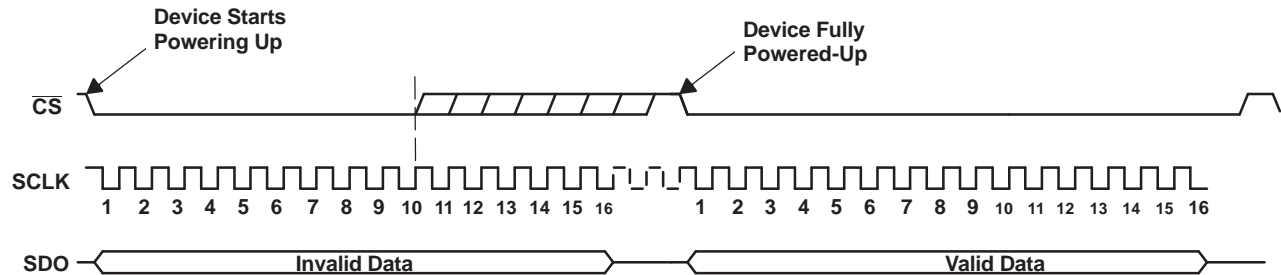 Device Starts
Powering Up
Device Fully
Powered-Up
CS
SCLK
1 2 3 4 5 6 7 8 9 10 11 12 13 14 15 16 1 2 3 4 5 6 7 8 9 10 11 12 13 14 15 16
SDO Invalid Data Valid Data